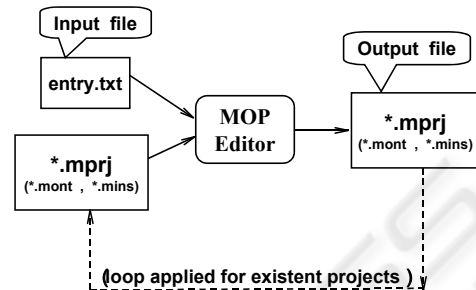 Input file
entry.txt
Output file
MOP
Editor
*.mprj
(*.mont , *.mins)
*.mprj
(*.mont , *.mins)
(loop applied for existent projects )